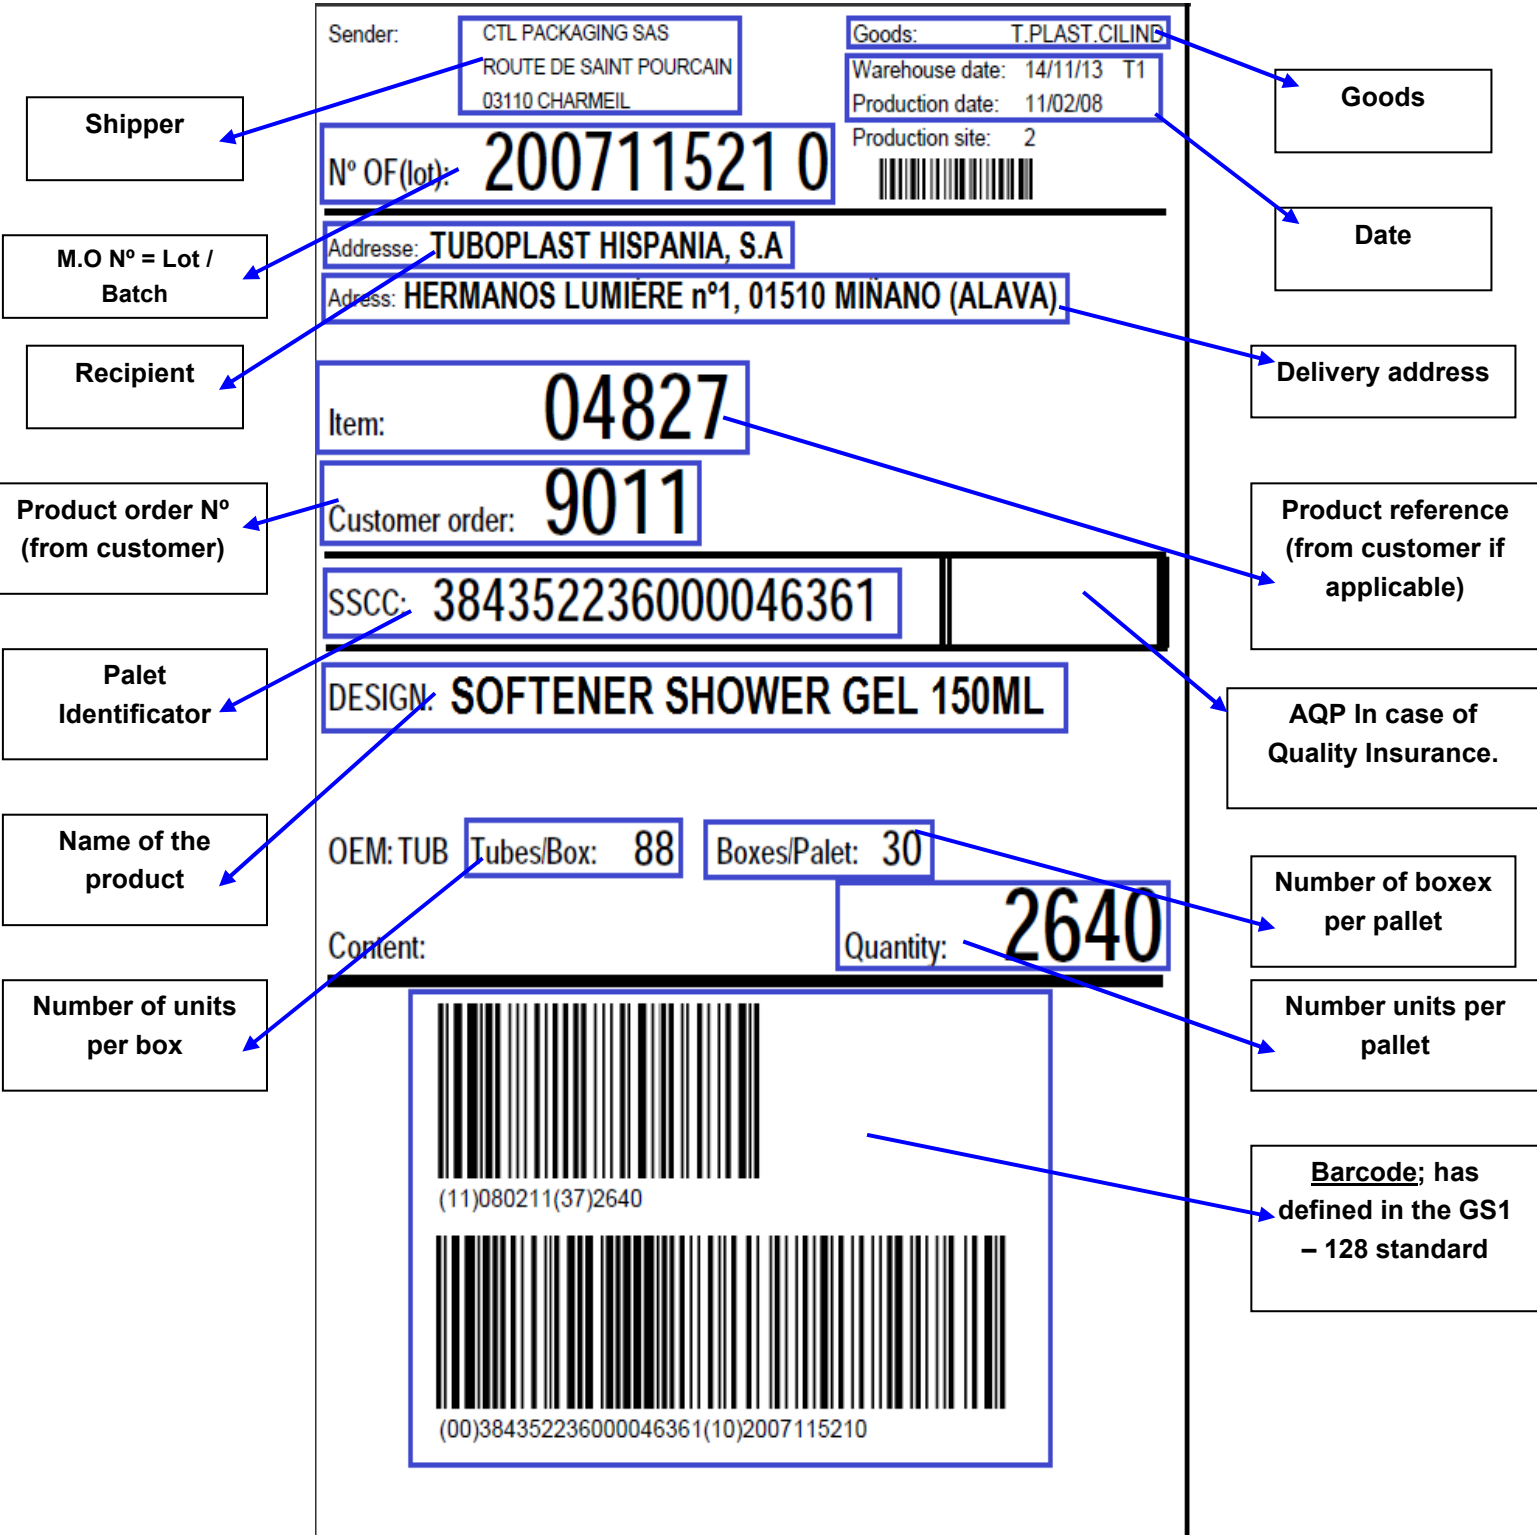 Sender: CTL PACKAGING SAS
ROUTE DE SAINT POURCAIN
03110 CHARMEIL
Goods: T.PLAST.CILIND
Warehouse date: 14/11/13 T1
Production date: 11/02/08
Production site: 2
Nº OF(lot): 200711521 0
Addresse: TUBOPLAST HISPANIA, S.A
Adress: HERMANOS LUMIÈRE nº1, 01510 MIÑANO (ALAVA)
Item: 04827
Customer order: 9011
SSCC: 384352236000046361
DESIGN: SOFTENER SHOWER GEL 150ML
OEM: TUB Tubes/Box: 88 Boxes/Palet: 30
Content: Quantity: 2640
(11)080211(37)2640
(00)384352236000046361(10)2007115210
Shipper
M.O Nº = Lot /
Batch
Recipient
Product order Nº
(from customer)
Palet
Identificator
Name of the
product
Number of units
per box
Goods
Date
Delivery address
Product reference
(from customer if
applicable)
AQP In case of
Quality Insurance.
Number of boxex
per pallet
Number units per
pallet
Barcode; has
defined in the GS1
– 128 standard